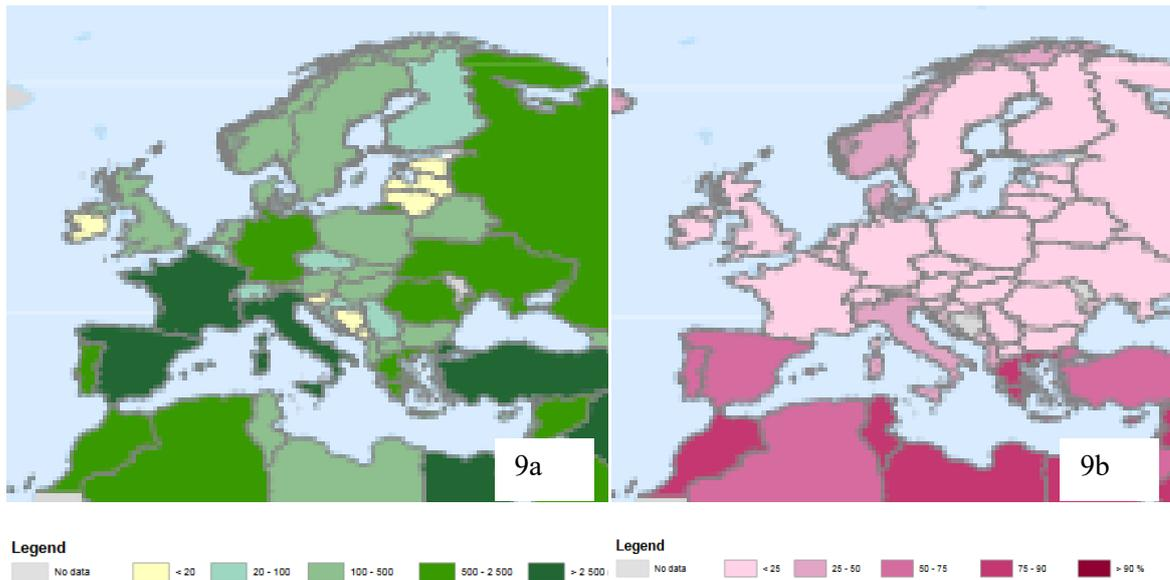 9a
9b
Legend
No data < 20 20 - 100 100 - 500 500 - 2 500 > 2 500
Legend
No data < 25 25 - 50 50 - 75 75 - 90 > 90 %